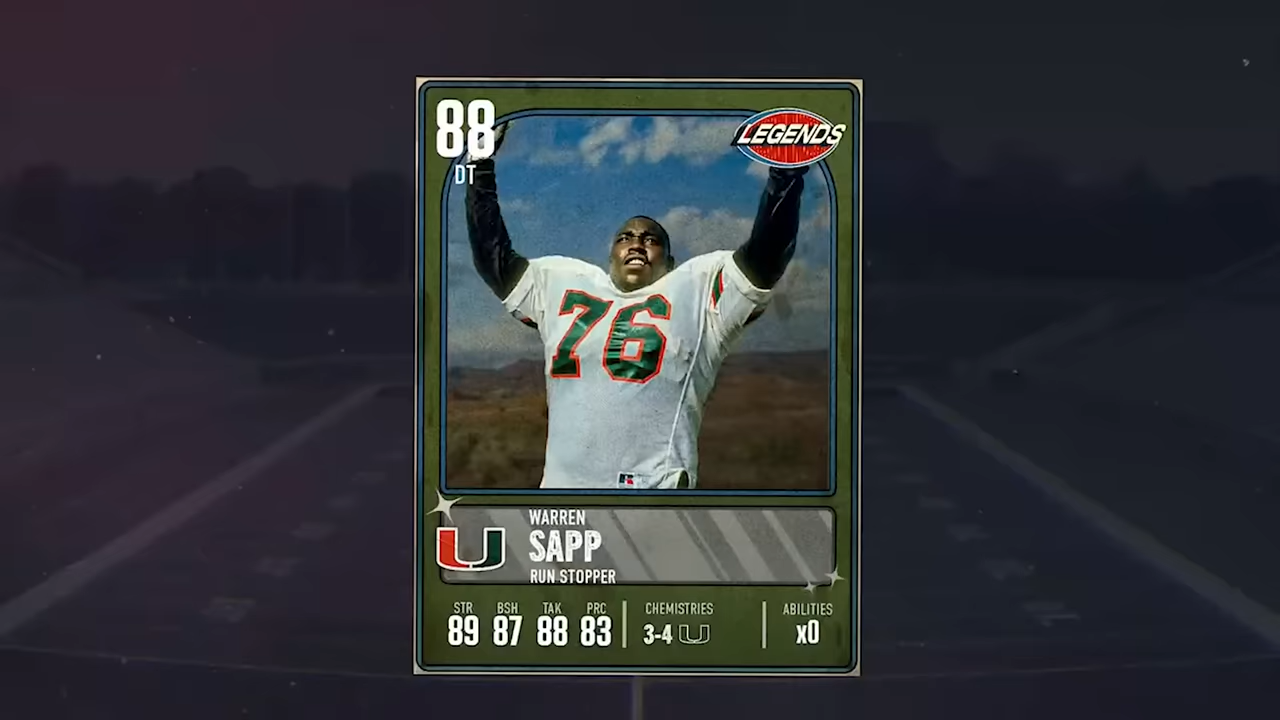 88
DT
LEGENDS
76
WARREN
SAPP
RUN STOPPER
STR BSH TAK PRC CHEMISTRIES ABILITIES
89 87 88 83 3-4 U x0